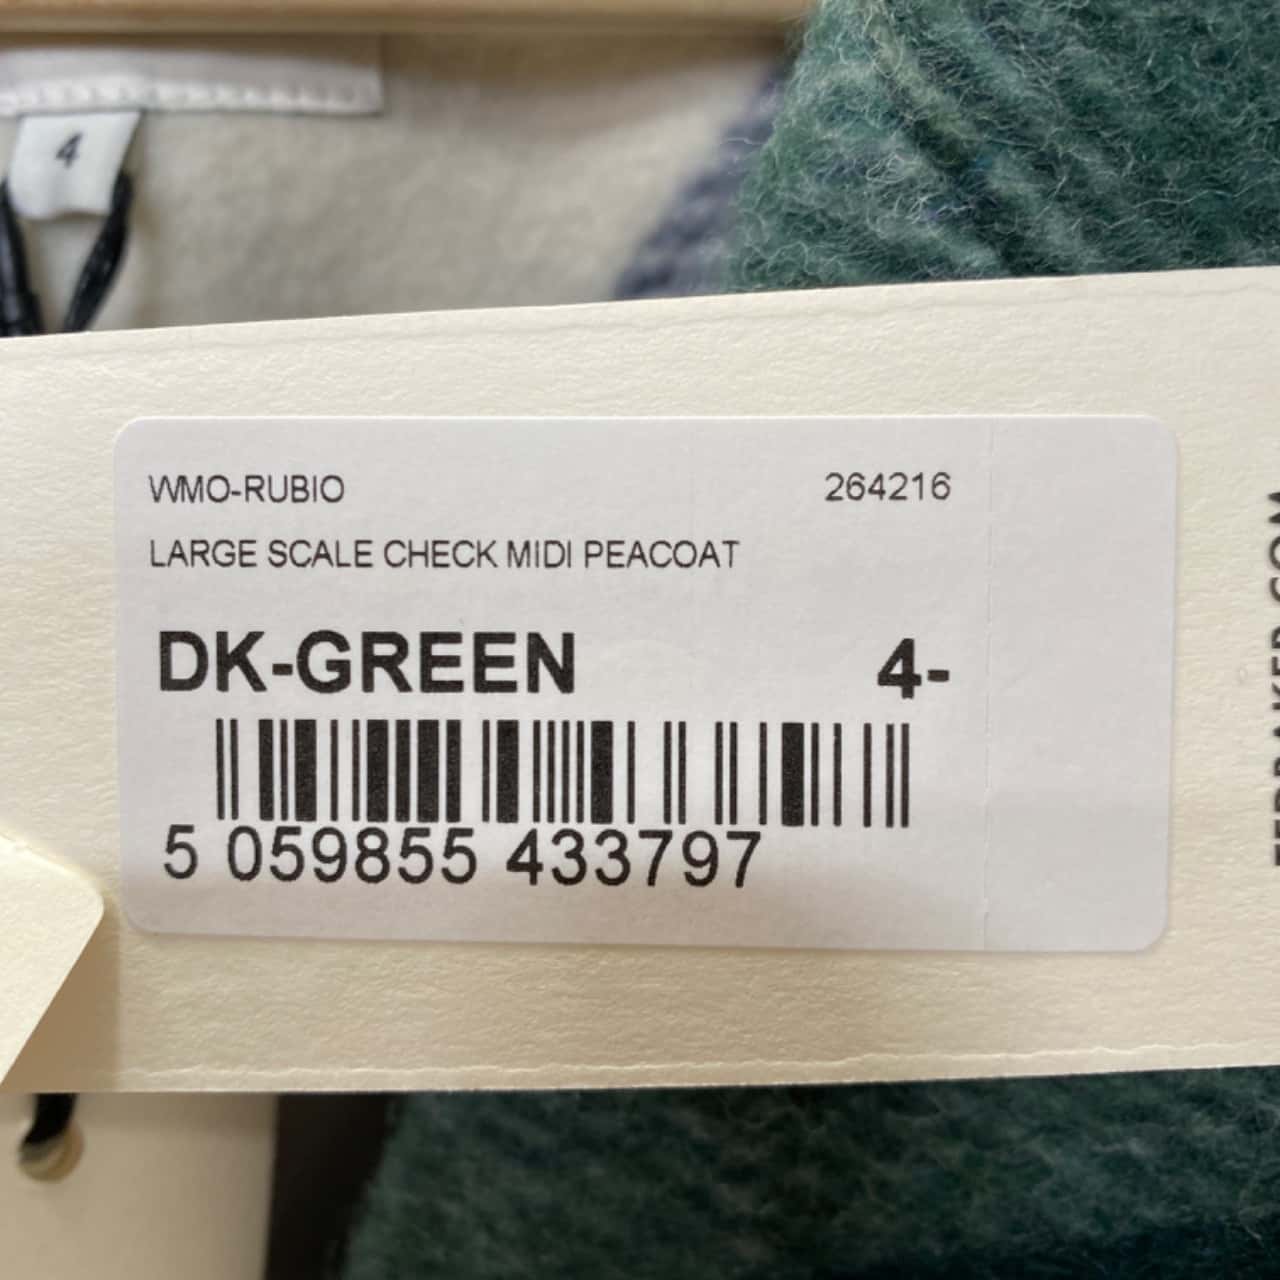 4
WMO-RUBIO 264216
LARGE SCALE CHECK MIDI PEACOAT
DK-GREEN 4-
5 059855 433797